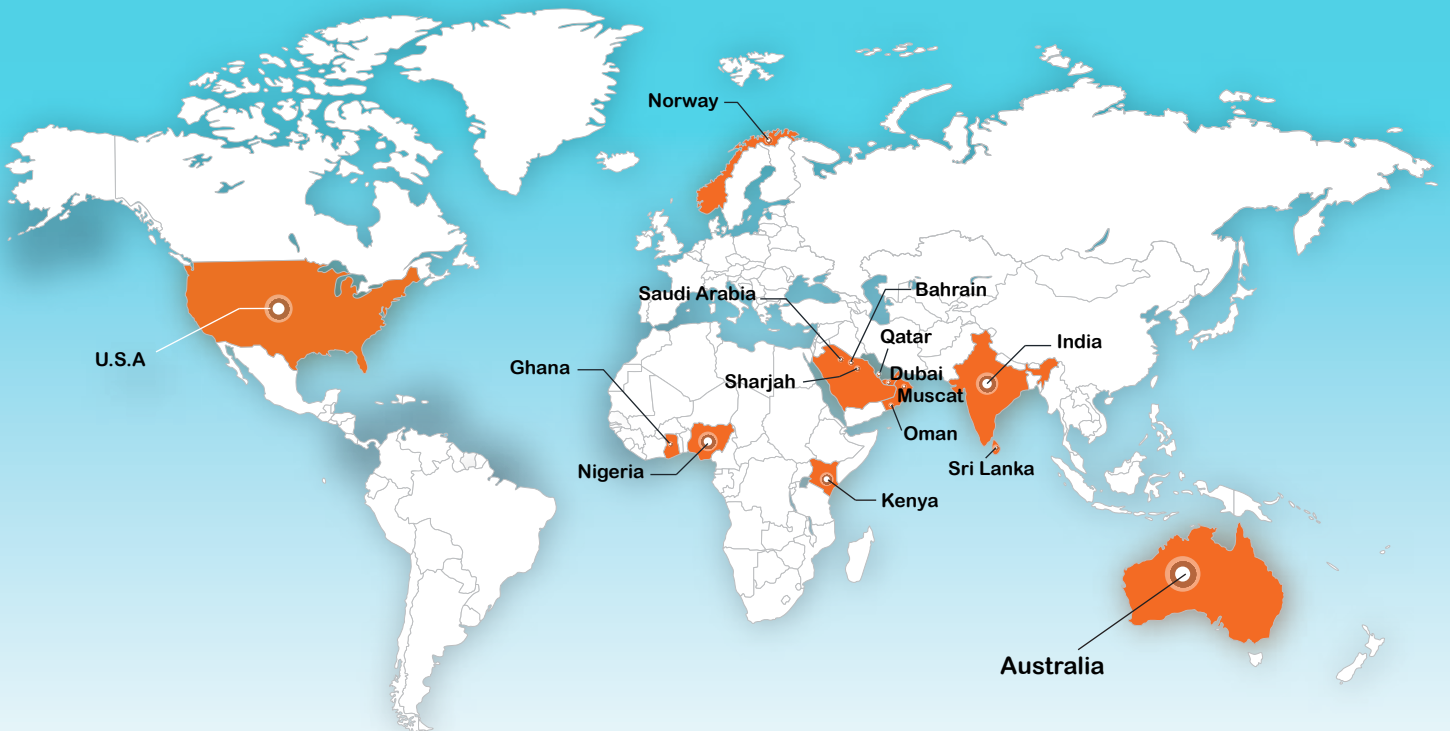 Norway
Saudi Arabia
Bahrain
Qatar
India
U.S.A
Ghana
Sharjah
Dubai
Muscat
Oman
Nigeria
Sri Lanka
Kenya
Australia